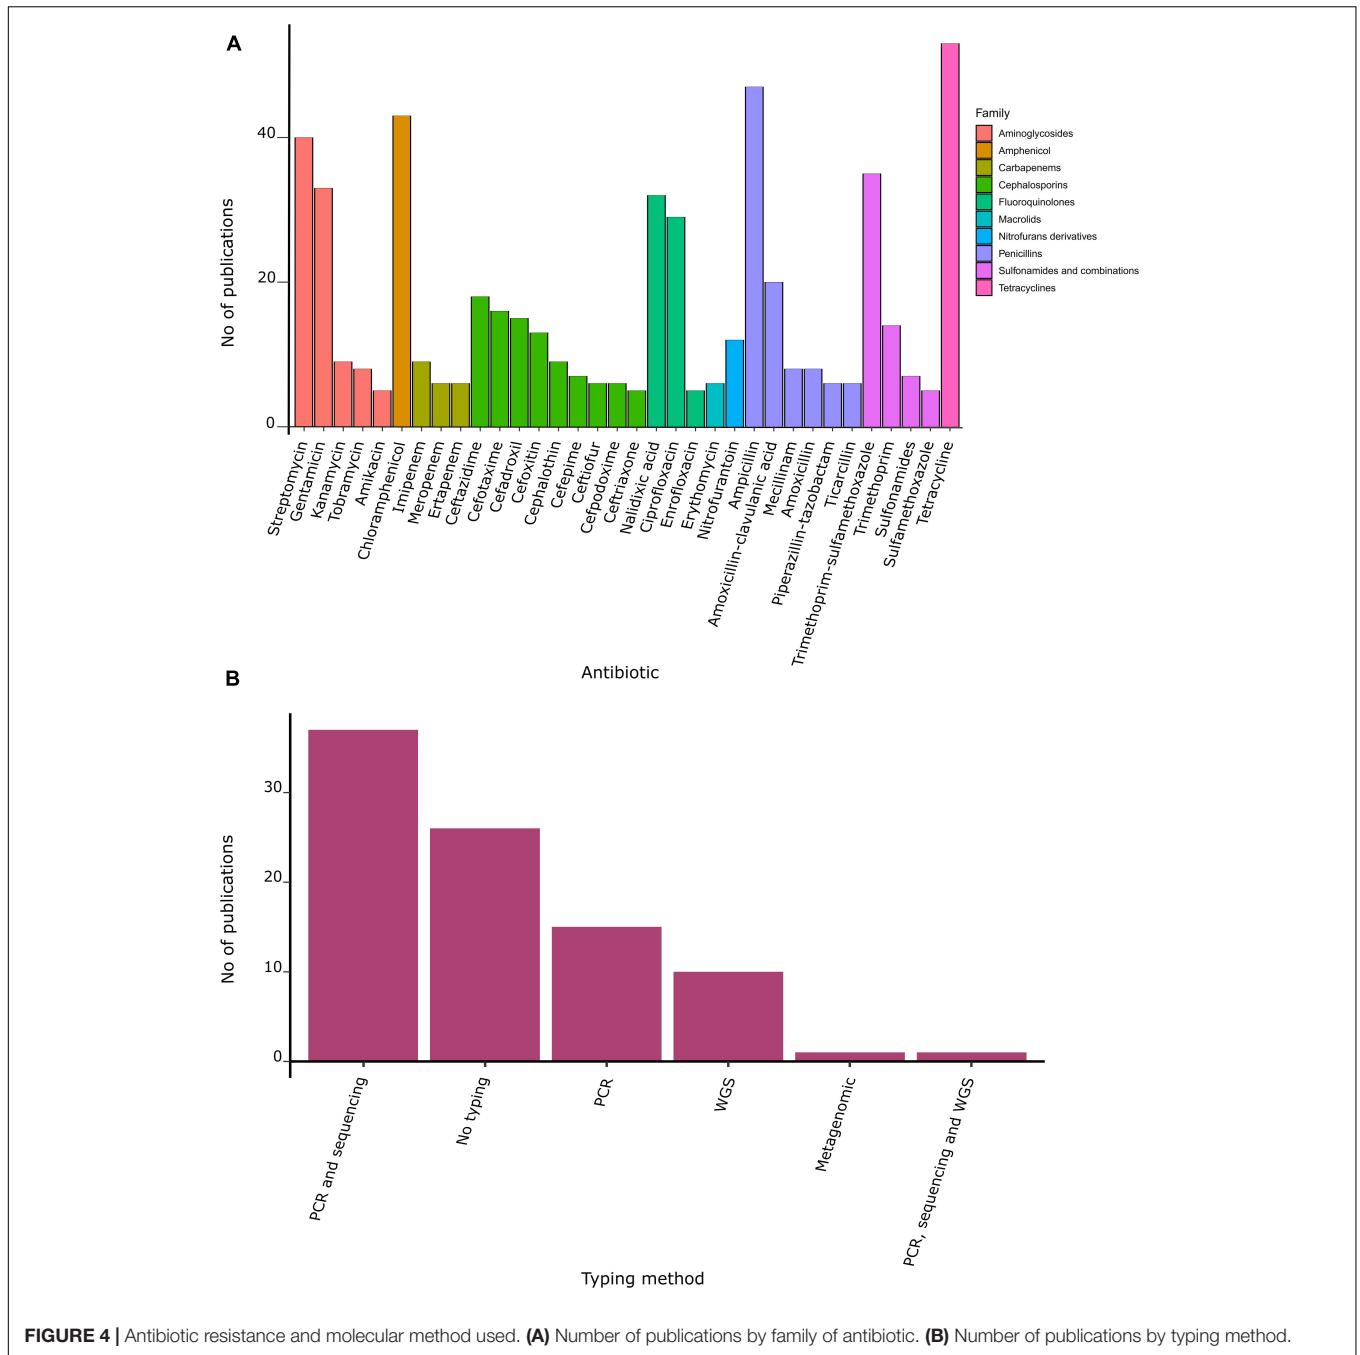 A
No of publications
40
20
0
Streptomycin
Gentamicin
Kanamycin
Tobramycin
Amikacin
Chloramphenicol
Imipenem
Meropenem
Ertapenem
Ceftazidime
Cefotaxime
Cefadroxil
Cefoxitin
Cephalothin
Cefepime
Ceftiofur
Cefpodoxime
Ceftriaxone
Nalidixic acid
Ciprofloxacin
Enrofloxacin
Erythomycin
Nitrofurantoin
Ampicillin
Amoxicillin-clavulanic acid
Mecillinam
Amoxicillin
Piperazillin-tazobactam
Ticarcillin
Trimethoprim-sulfamethoxazole
Trimethoprim
Sulfonamides
Sulfamethoxazole
Tetracycline
Antibiotic
Family
Aminoglycosides
Amphenicol
Carbapenems
Cephalosporins
Fluoroquinolones
Macrolids
Nitrofurans derivatives
Penicillins
Sulfonamides and combinations
Tetracyclines
B
No of publications
30
20
10
0
PCR and sequencing
No typing
PCR
WGS
Metagenomic
PCR, sequencing and WGS
Typing method
FIGURE 4 | Antibiotic resistance and molecular method used. (A) Number of publications by family of antibiotic. (B) Number of publications by typing method.